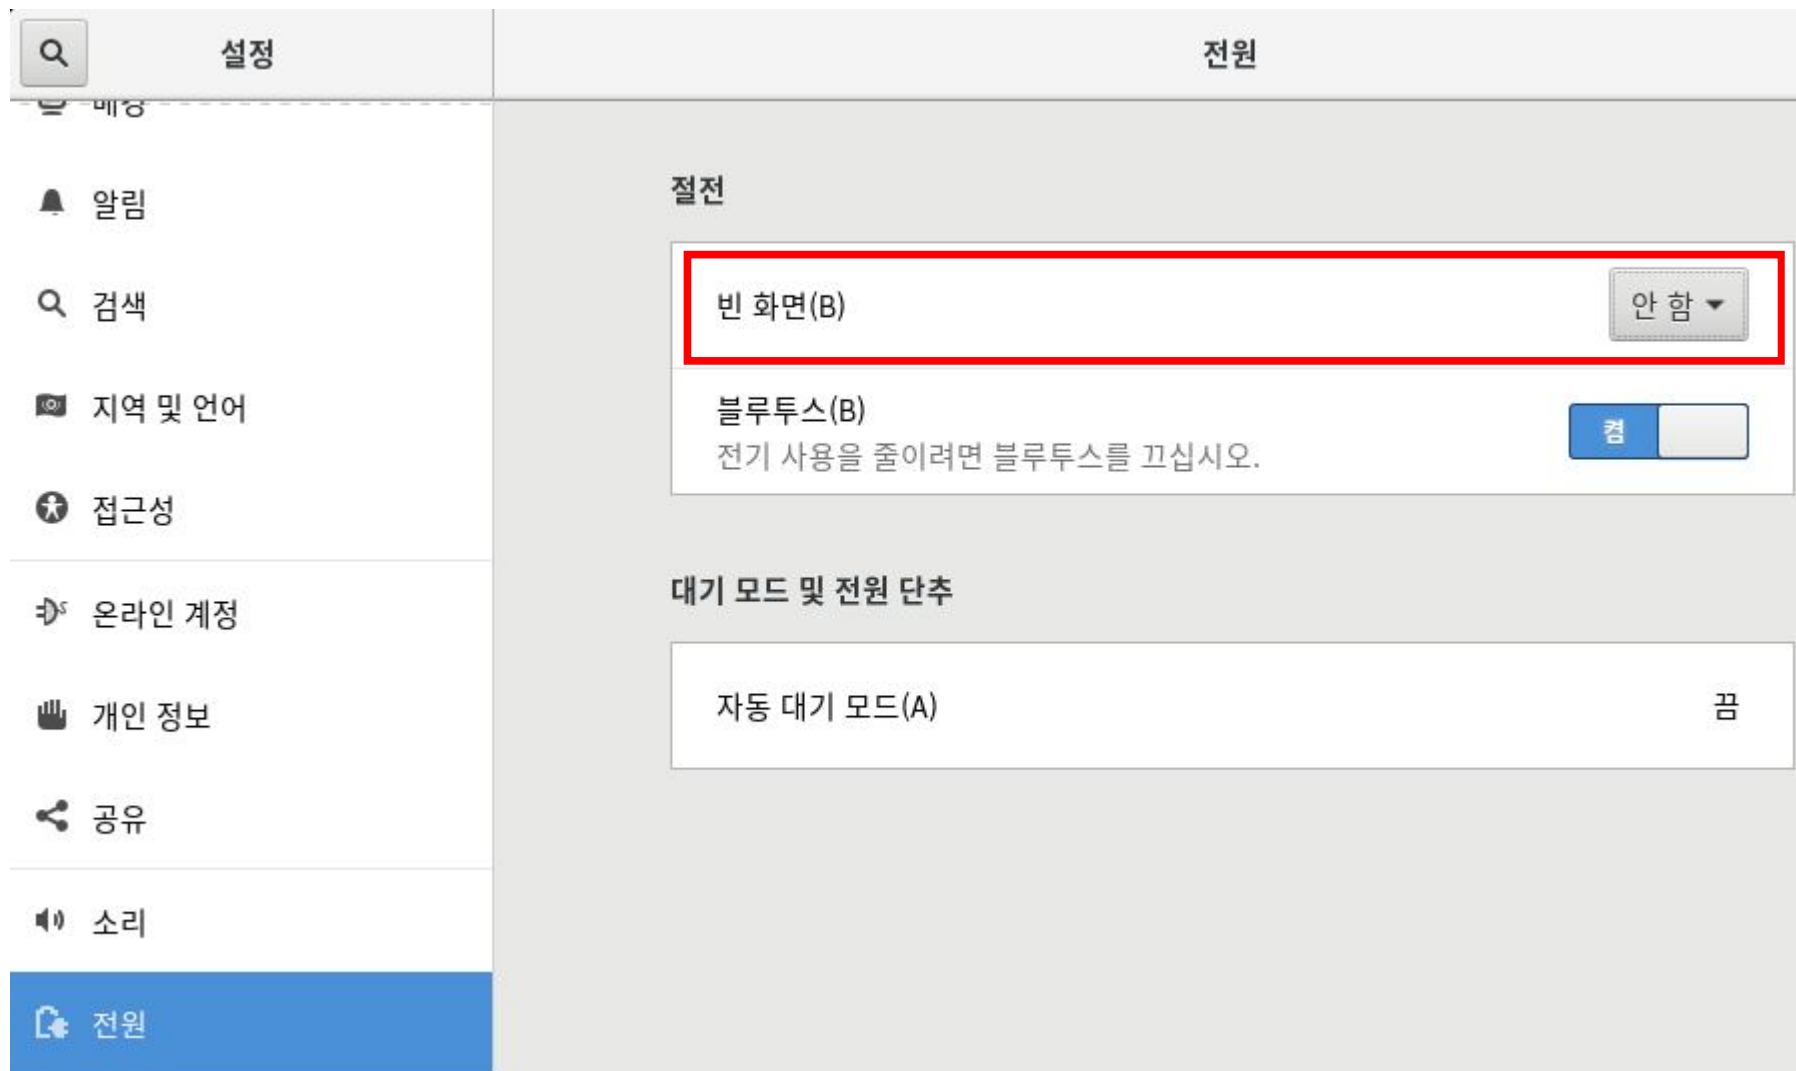 설정
전원
배경
알림
검색
지역 및 언어
접근성
온라인 계정
개인 정보
공유
소리
전원
절전
빈 화면(B)
안 함
블루투스(B)
켬
전기 사용을 줄이려면 블루투스를 끄십시오.
대기 모드 및 전원 단추
자동 대기 모드(A)
끔